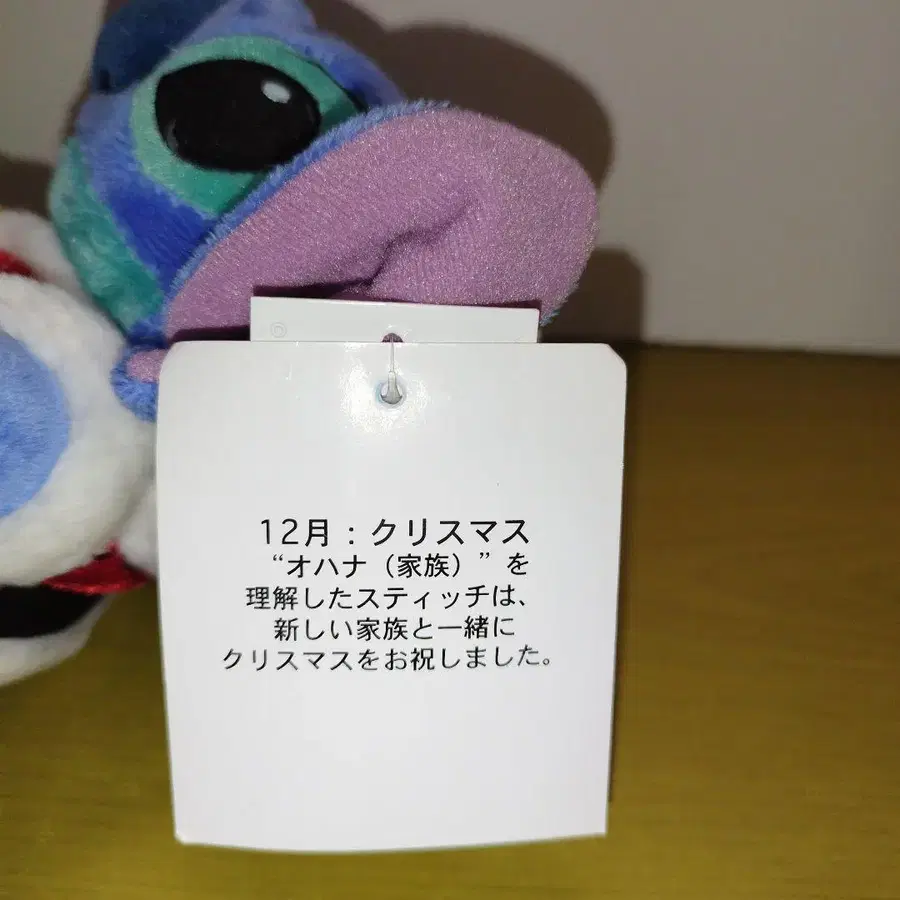 12月：クリスマス
“オハナ（家族）”を
理解したスティッチは、
新しい家族と一緒に
クリスマスをお祝しました。